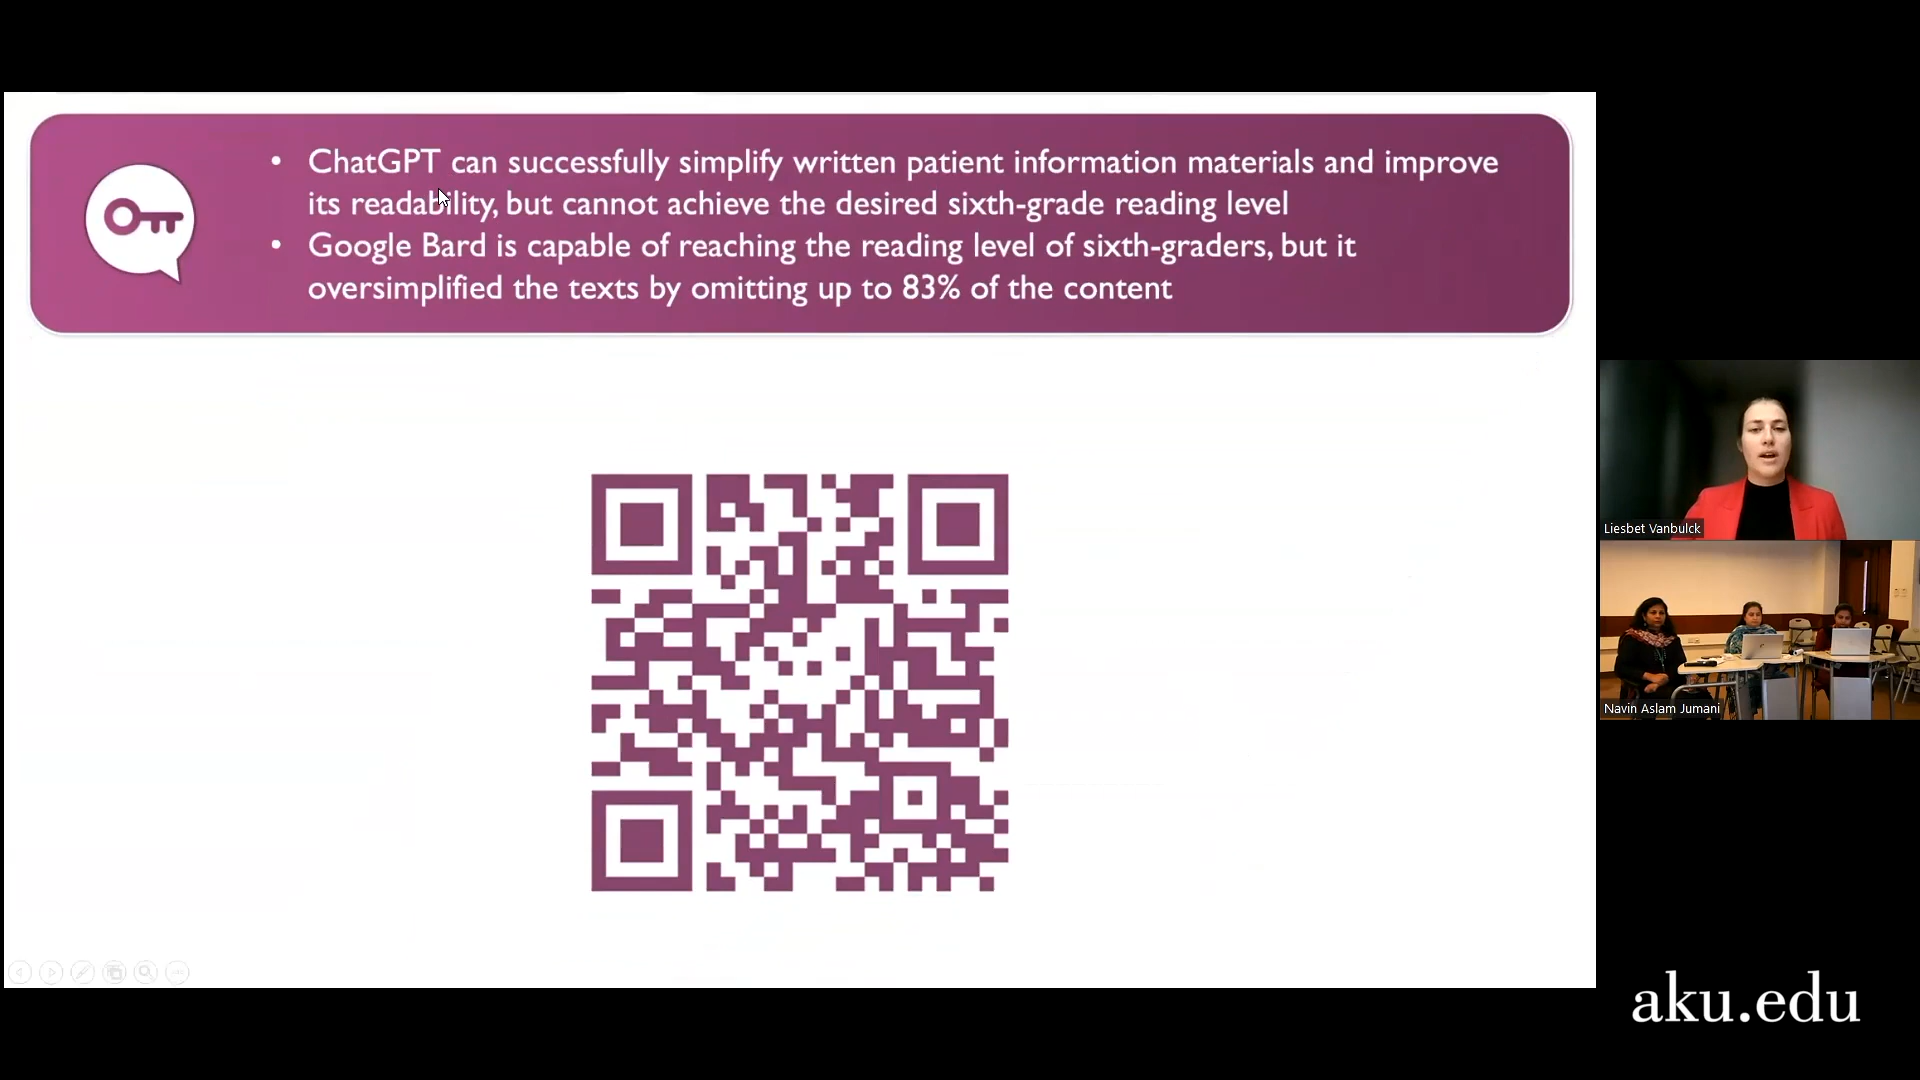 • ChatGPT can successfully simplify written patient information materials and improve
its readability, but cannot achieve the desired sixth-grade reading level
• Google Bard is capable of reaching the reading level of sixth-graders, but it
oversimplified the texts by omitting up to 83% of the content
Liesbet Vanbulck
Navin Aslam Jumani
aku.edu